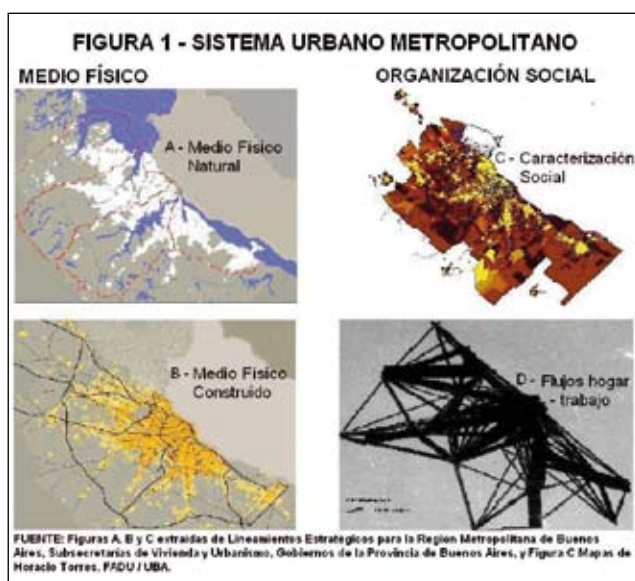 FIGURA 1 - SISTEMA URBANO METROPOLITANO
MEDIO FÍSICO
ORGANIZACIÓN SOCIAL
A - Medio Físico
Natural
C - Caracterización
Social
B - Medio Físico
Construido
D - Flujos hogar
- trabajo
FUENTE: Figuras A, B y C extraidas de Lineamientos Estratégicos para la Region Metropolitana de Buenos
Aires, Subsecretarías de Vivienda y Urbanismo, Gobiernos de la Provincia de Buenos Aires, y Figura C Mapas de
Horacio Torres, FADU / UBA.